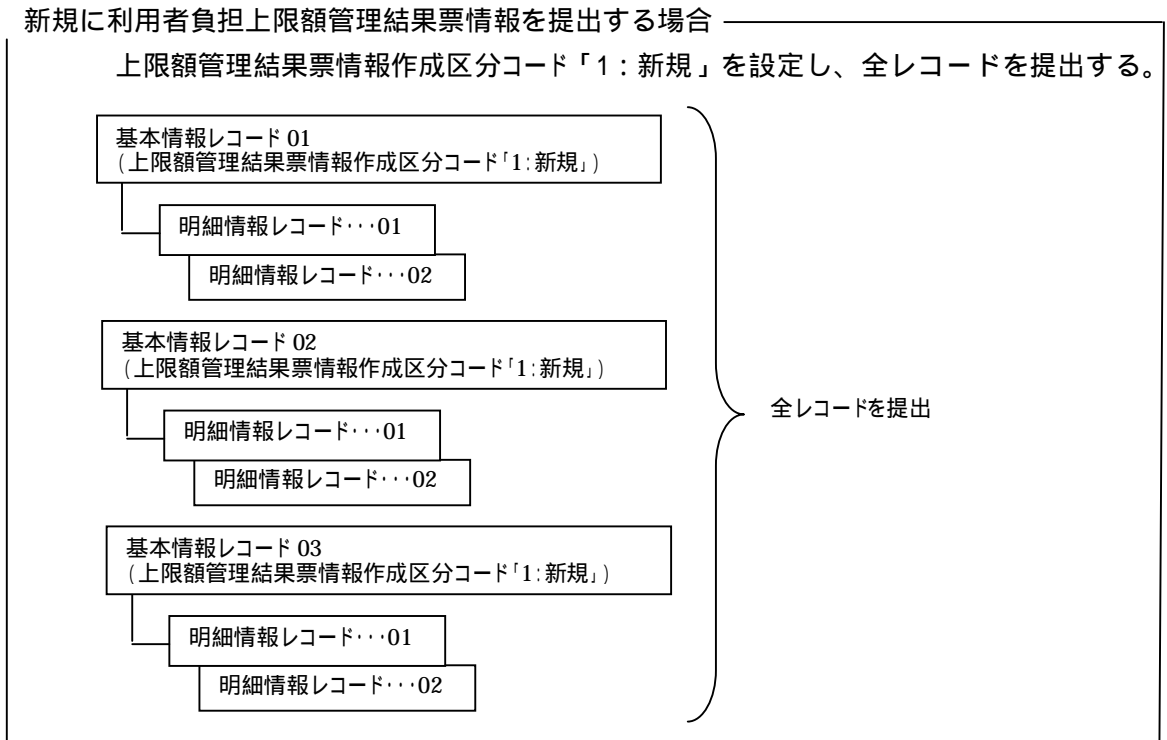 新規に利用者負担上限額管理結果票情報を提出する場合
上限額管理結果票情報作成区分コード「1：新規」を設定し、全レコードを提出する。
基本情報レコード 01
(上限額管理結果票情報作成区分コード「1:新規」)
明細情報レコード･･･01
明細情報レコード･･･02
基本情報レコード 02
(上限額管理結果票情報作成区分コード「1:新規」)
明細情報レコード･･･01
明細情報レコード･･･02
全レコードを提出
基本情報レコード 03
(上限額管理結果票情報作成区分コード「1:新規」)
明細情報レコード･･･01
明細情報レコード･･･02